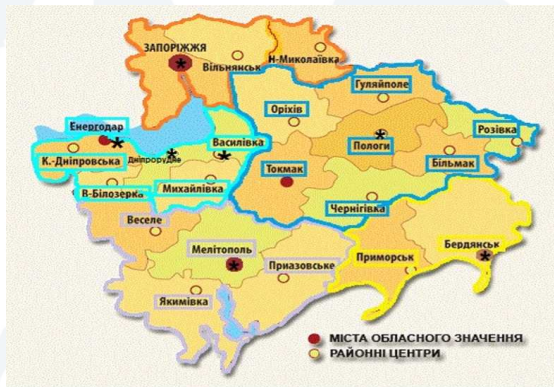 ЗАПОРІЖЖЯ
Вільнянськ
Н-Миколаївка
Гуляйполе
Оріхів
Розівка
Енергодар
Василівка
Пологи
К.-Дніпровська
Дніпрорудне
Більмак
Токмак
Михайлівка
В-Білозерка
Чернігівка
Веселе
Мелітополь
Бердянськ
Приморськ
Приазовське
Якимівка
МІСТА ОБЛАСНОГО ЗНАЧЕННЯ
РАЙОННІ ЦЕНТРИ